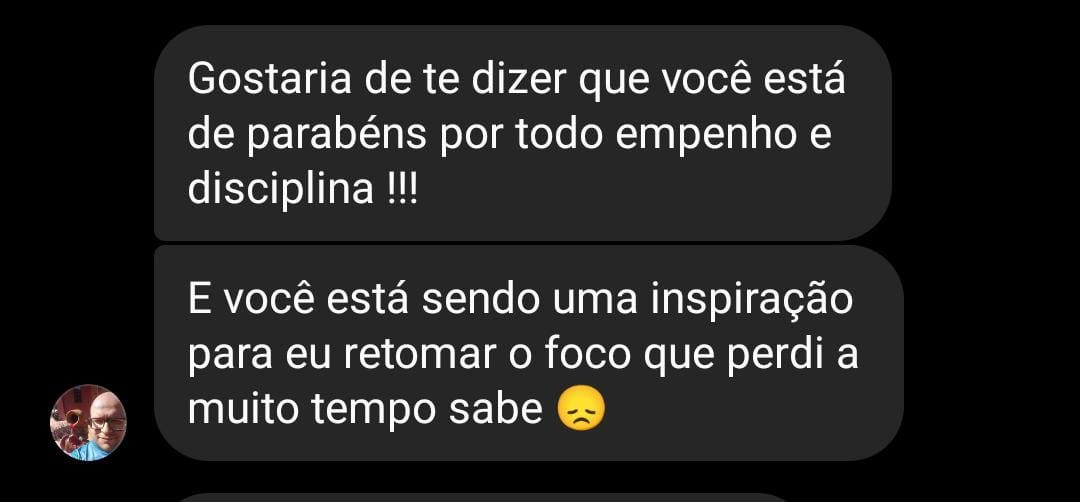 Gostaria de te dizer que você está
de parabéns por todo empenho e
disciplina !!!
E você está sendo uma inspiração
para eu retomar o foco que perdi a
muito tempo sabe 😞